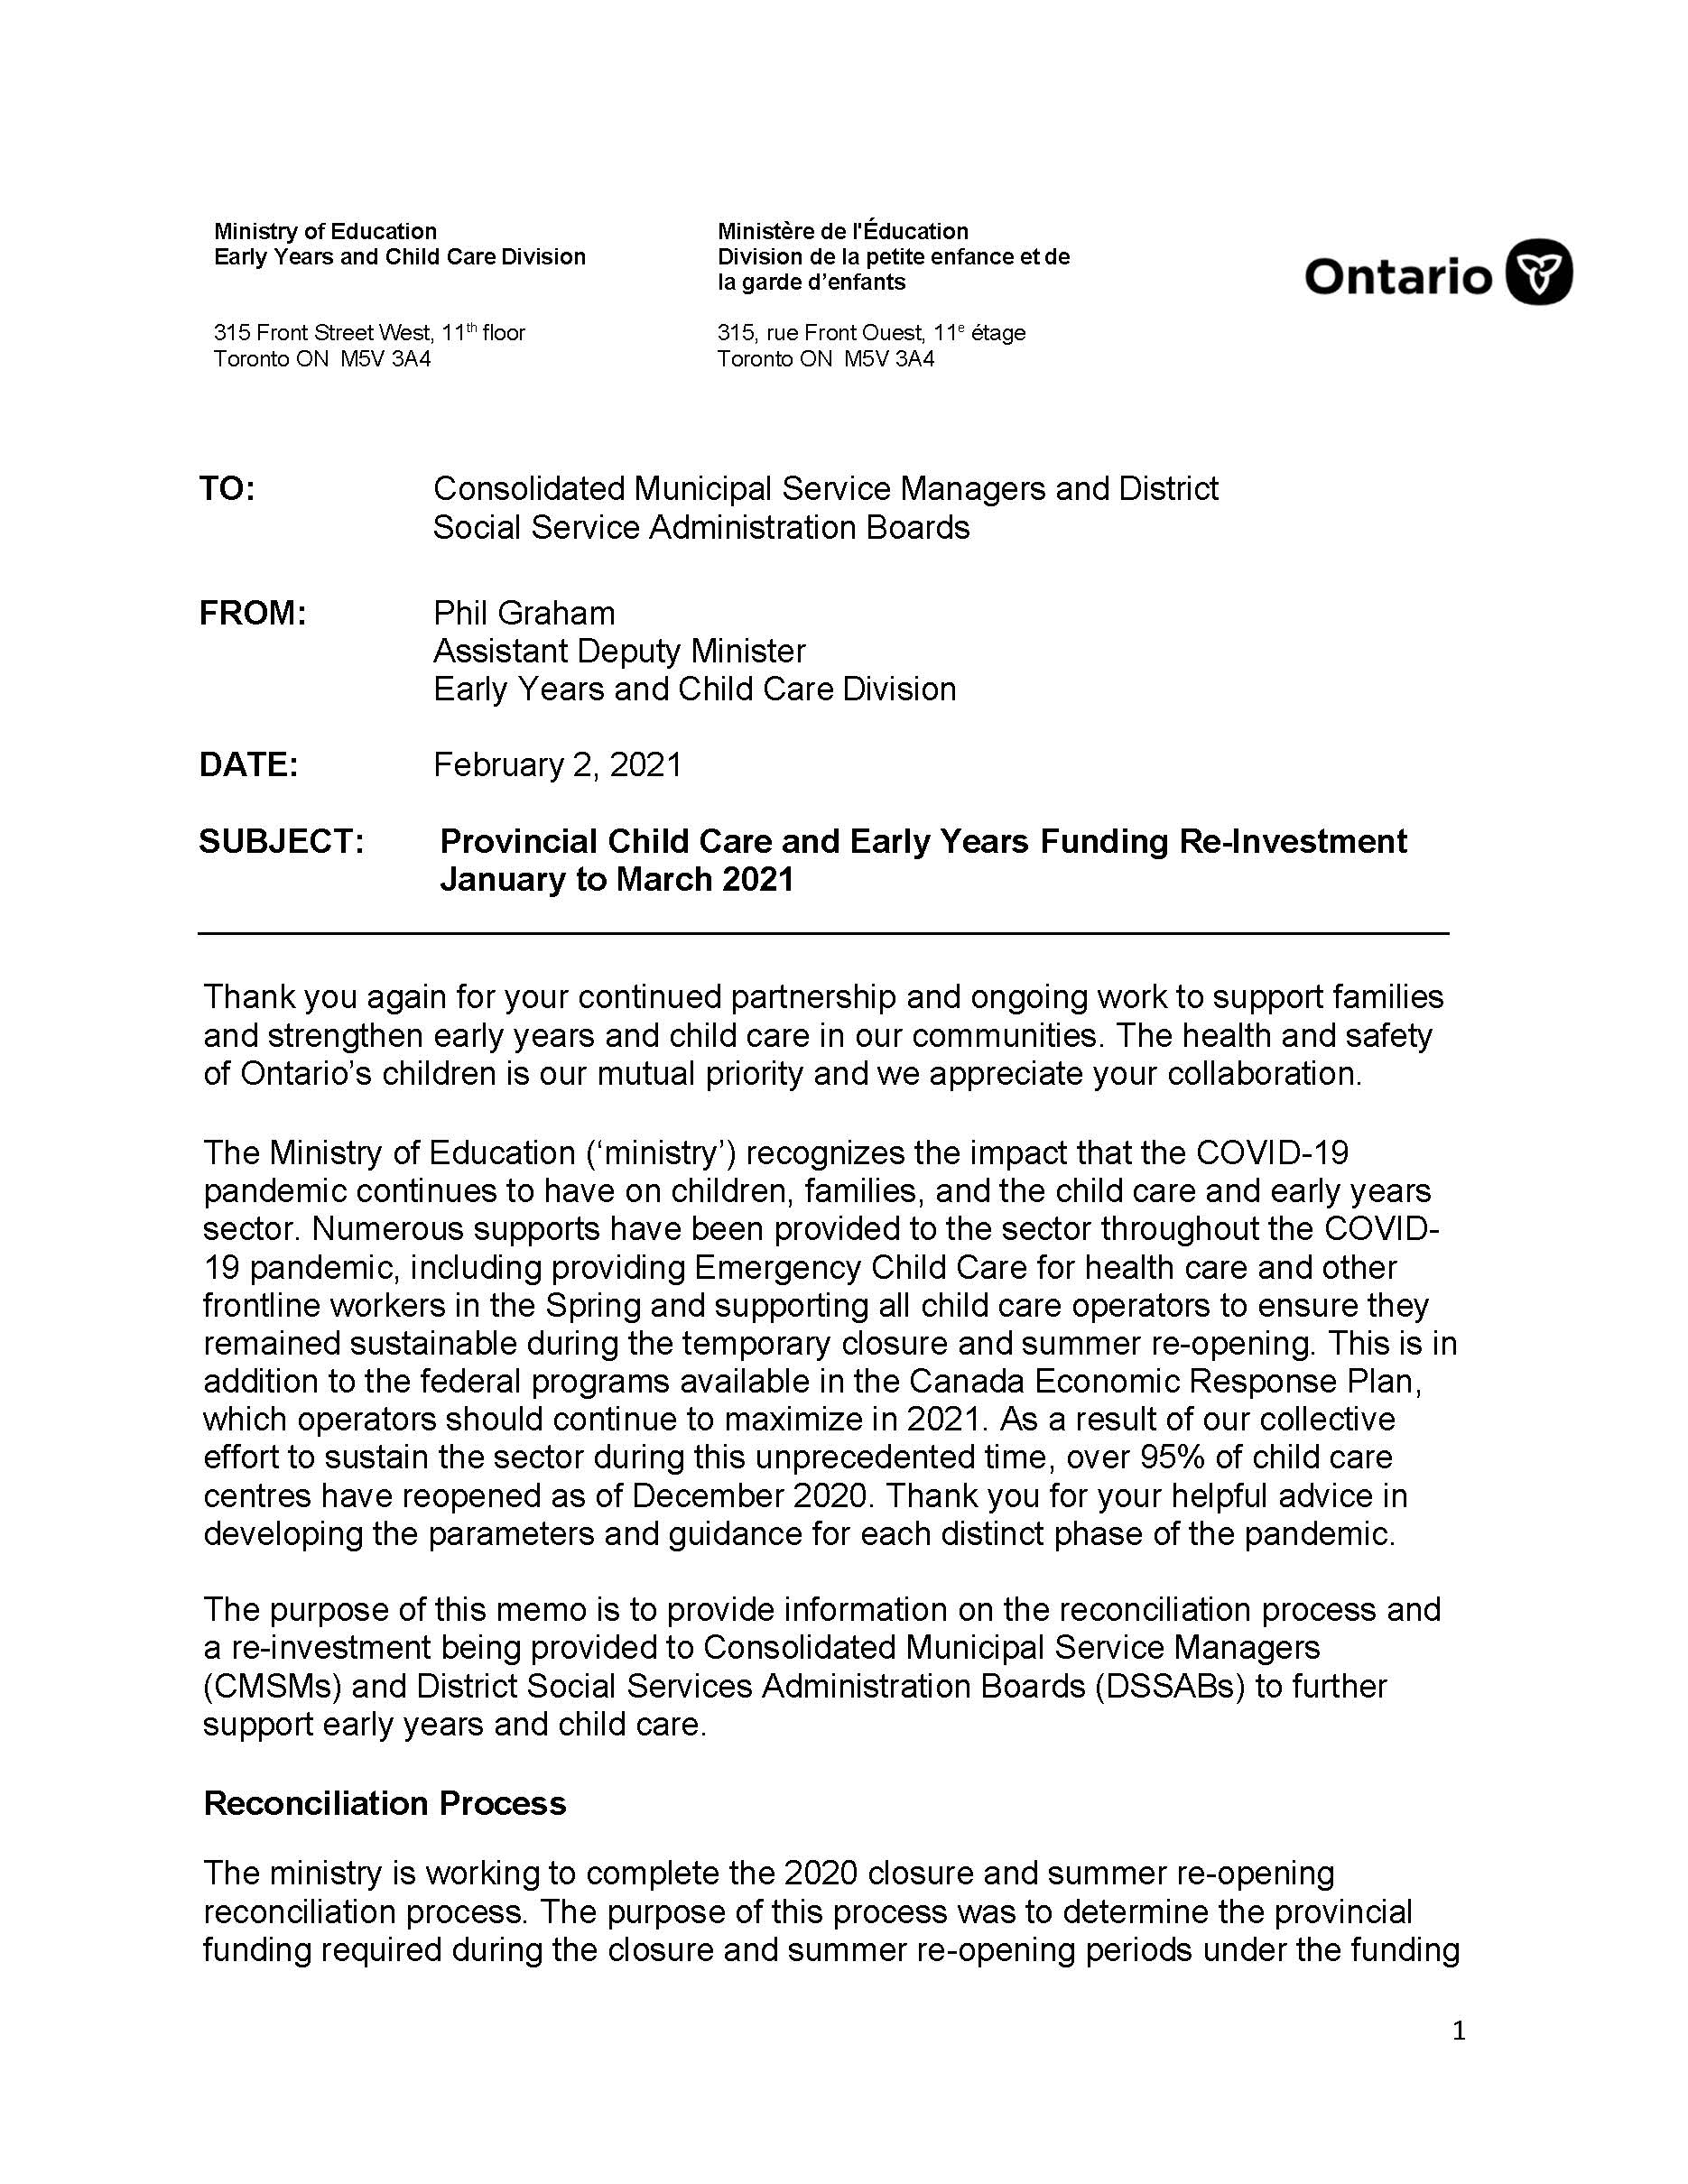 Ministry of Education
Early Years and Child Care Division
315 Front Street West, 11th floor
Toronto ON  M5V 3A4
Ministère de l'Éducation
Division de la petite enfance et de
la garde d’enfants
315, rue Front Ouest, 11e étage
Toronto ON  M5V 3A4
Ontario
TO: Consolidated Municipal Service Managers and District
Social Service Administration Boards
FROM: Phil Graham
Assistant Deputy Minister
Early Years and Child Care Division
DATE: February 2, 2021
SUBJECT: Provincial Child Care and Early Years Funding Re-Investment
January to March 2021
Thank you again for your continued partnership and ongoing work to support families
and strengthen early years and child care in our communities. The health and safety
of Ontario’s children is our mutual priority and we appreciate your collaboration.
The Ministry of Education (‘ministry’) recognizes the impact that the COVID-19
pandemic continues to have on children, families, and the child care and early years
sector. Numerous supports have been provided to the sector throughout the COVID-
19 pandemic, including providing Emergency Child Care for health care and other
frontline workers in the Spring and supporting all child care operators to ensure they
remained sustainable during the temporary closure and summer re-opening. This is in
addition to the federal programs available in the Canada Economic Response Plan,
which operators should continue to maximize in 2021. As a result of our collective
effort to sustain the sector during this unprecedented time, over 95% of child care
centres have reopened as of December 2020. Thank you for your helpful advice in
developing the parameters and guidance for each distinct phase of the pandemic.
The purpose of this memo is to provide information on the reconciliation process and
a re-investment being provided to Consolidated Municipal Service Managers
(CMSMs) and District Social Services Administration Boards (DSSABs) to further
support early years and child care.
Reconciliation Process
The ministry is working to complete the 2020 closure and summer re-opening
reconciliation process. The purpose of this process was to determine the provincial
funding required during the closure and summer re-opening periods under the funding
1